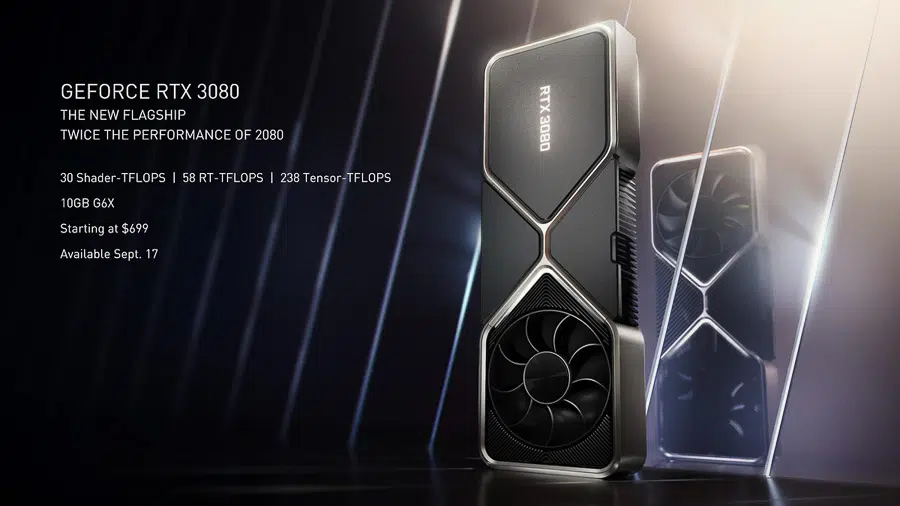 GEFORCE RTX 3080
THE NEW FLAGSHIP
TWICE THE PERFORMANCE OF 2080
30 Shader-TFLOPS | 58 RT-TFLOPS | 238 Tensor-TFLOPS
10GB G6X
Starting at $699
Available Sept. 17
RTX 3080